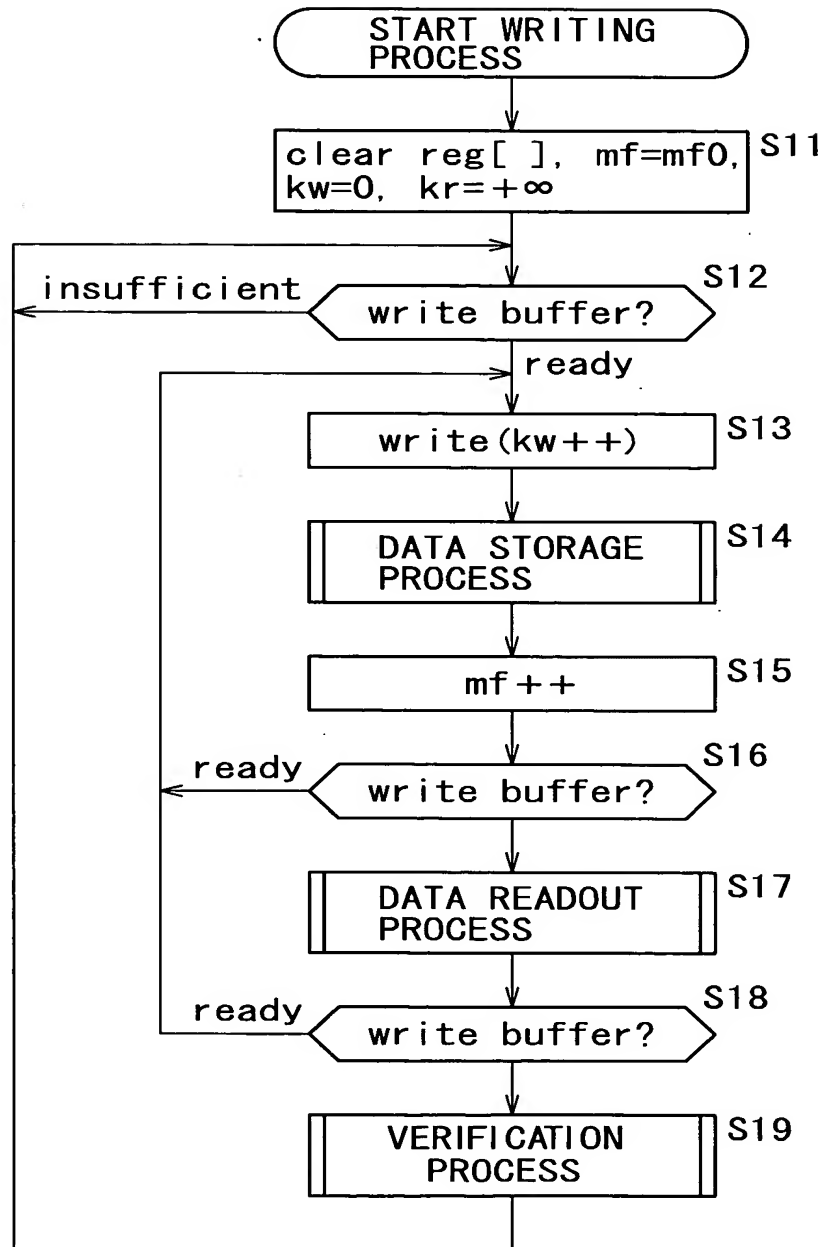 START WRITING
PROCESS
clear reg[ ], mf=mf0,
kw=0, kr=+∞
S11
insufficient
write buffer?
S12
ready
write(kw++)
S13
DATA STORAGE
PROCESS
S14
mf++
S15
ready
write buffer?
S16
DATA READOUT
PROCESS
S17
ready
write buffer?
S18
VERIFICATION
PROCESS
S19